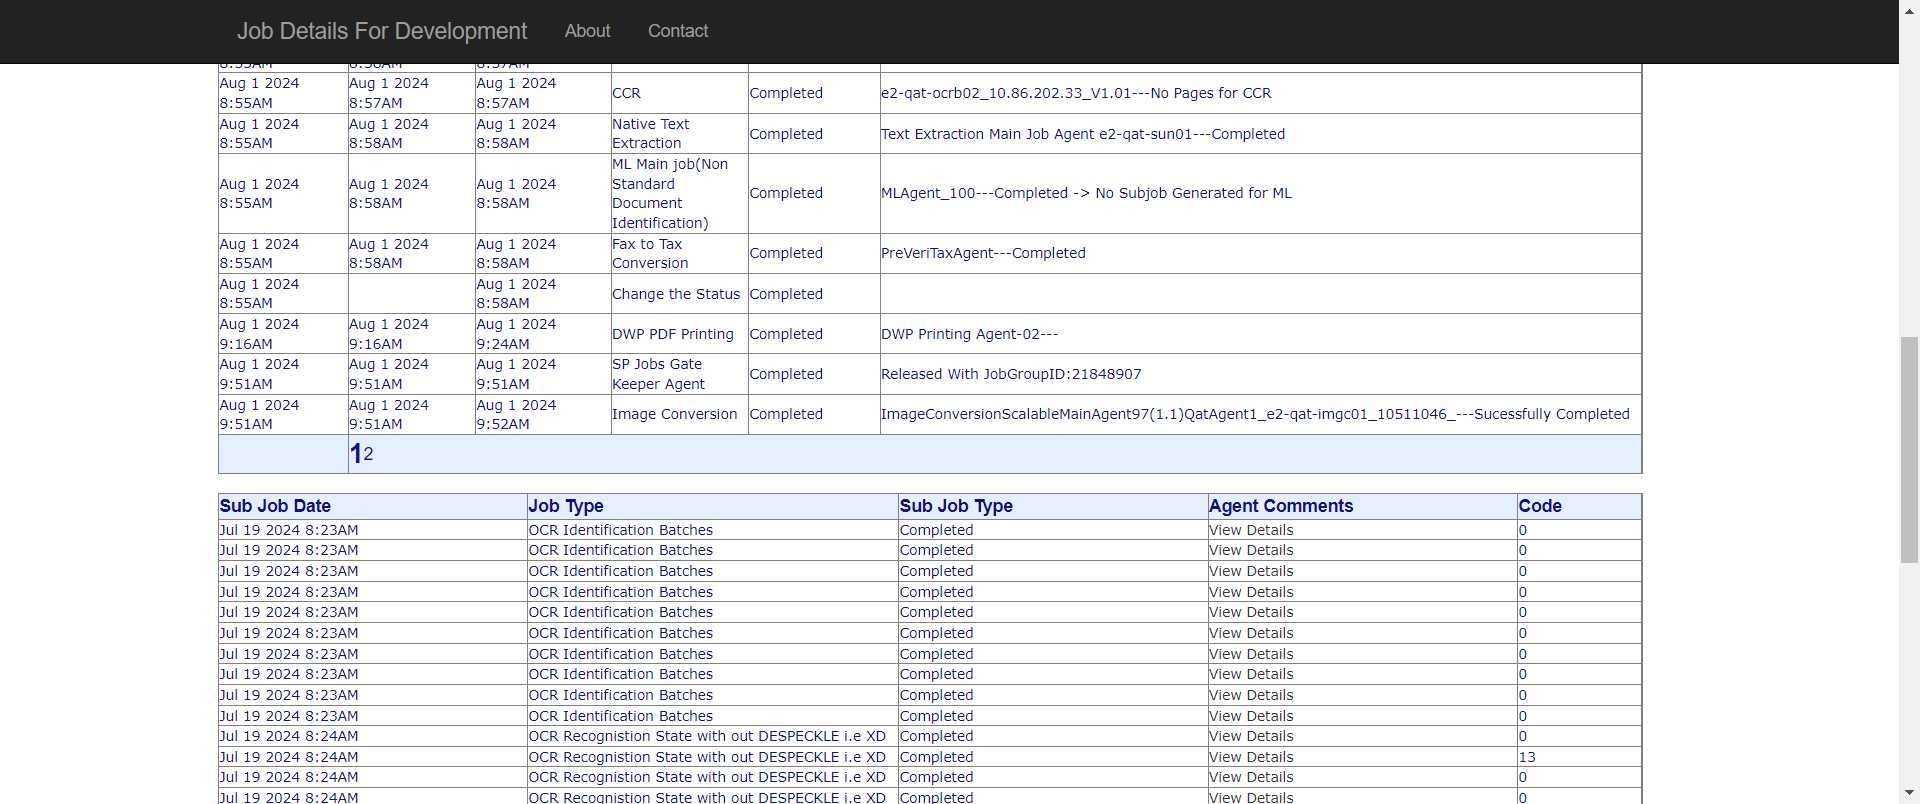 Job Details For Development About Contact
8:55AM 8:56AM 8:57AM
Aug 1 2024 Aug 1 2024 Aug 1 2024
8:55AM 8:57AM 8:57AM CCR Completed e2-qat-ocrb02_10.86.202.33_V1.01---No Pages for CCR
Aug 1 2024 Aug 1 2024 Aug 1 2024 Native Text
8:55AM 8:58AM 8:58AM Extraction Completed Text Extraction Main Job Agent e2-qat-sun01---Completed
ML Main job(Non
Aug 1 2024 Aug 1 2024 Aug 1 2024 Standard
8:55AM 8:58AM 8:58AM Document Completed MLAgent_100---Completed -> No Subjob Generated for ML
Identification)
Aug 1 2024 Aug 1 2024 Aug 1 2024 Fax to Tax
8:55AM 8:58AM 8:58AM Conversion Completed PreVeriTaxAgent---Completed
Aug 1 2024 Aug 1 2024
8:55AM 8:58AM Change the Status Completed
Aug 1 2024 Aug 1 2024 Aug 1 2024
9:16AM 9:16AM 9:24AM DWP PDF Printing Completed DWP Printing Agent-02---
Aug 1 2024 Aug 1 2024 Aug 1 2024 SP Jobs Gate
9:51AM 9:51AM 9:51AM Keeper Agent Completed Released With JobGroupID:21848907
Aug 1 2024 Aug 1 2024 Aug 1 2024
9:51AM 9:51AM 9:52AM Image Conversion Completed ImageConversionScalableMainAgent97(1.1)QatAgent1_e2-qat-imgc01_10511046_---Sucessfully Completed
1 2
Sub Job Date Job Type Sub Job Type Agent Comments Code
Jul 19 2024 8:23AM OCR Identification Batches Completed View Details 0
Jul 19 2024 8:23AM OCR Identification Batches Completed View Details 0
Jul 19 2024 8:23AM OCR Identification Batches Completed View Details 0
Jul 19 2024 8:23AM OCR Identification Batches Completed View Details 0
Jul 19 2024 8:23AM OCR Identification Batches Completed View Details 0
Jul 19 2024 8:23AM OCR Identification Batches Completed View Details 0
Jul 19 2024 8:23AM OCR Identification Batches Completed View Details 0
Jul 19 2024 8:23AM OCR Identification Batches Completed View Details 0
Jul 19 2024 8:23AM OCR Identification Batches Completed View Details 0
Jul 19 2024 8:23AM OCR Identification Batches Completed View Details 0
Jul 19 2024 8:24AM OCR Recognistion State with out DESPECKLE i.e XD Completed View Details 0
Jul 19 2024 8:24AM OCR Recognistion State with out DESPECKLE i.e XD Completed View Details 13
Jul 19 2024 8:24AM OCR Recognistion State with out DESPECKLE i.e XD Completed View Details 0
Jul 19 2024 8:24AM OCR Recognistion State with out DESPECKLE i.e XD Completed View Details 0